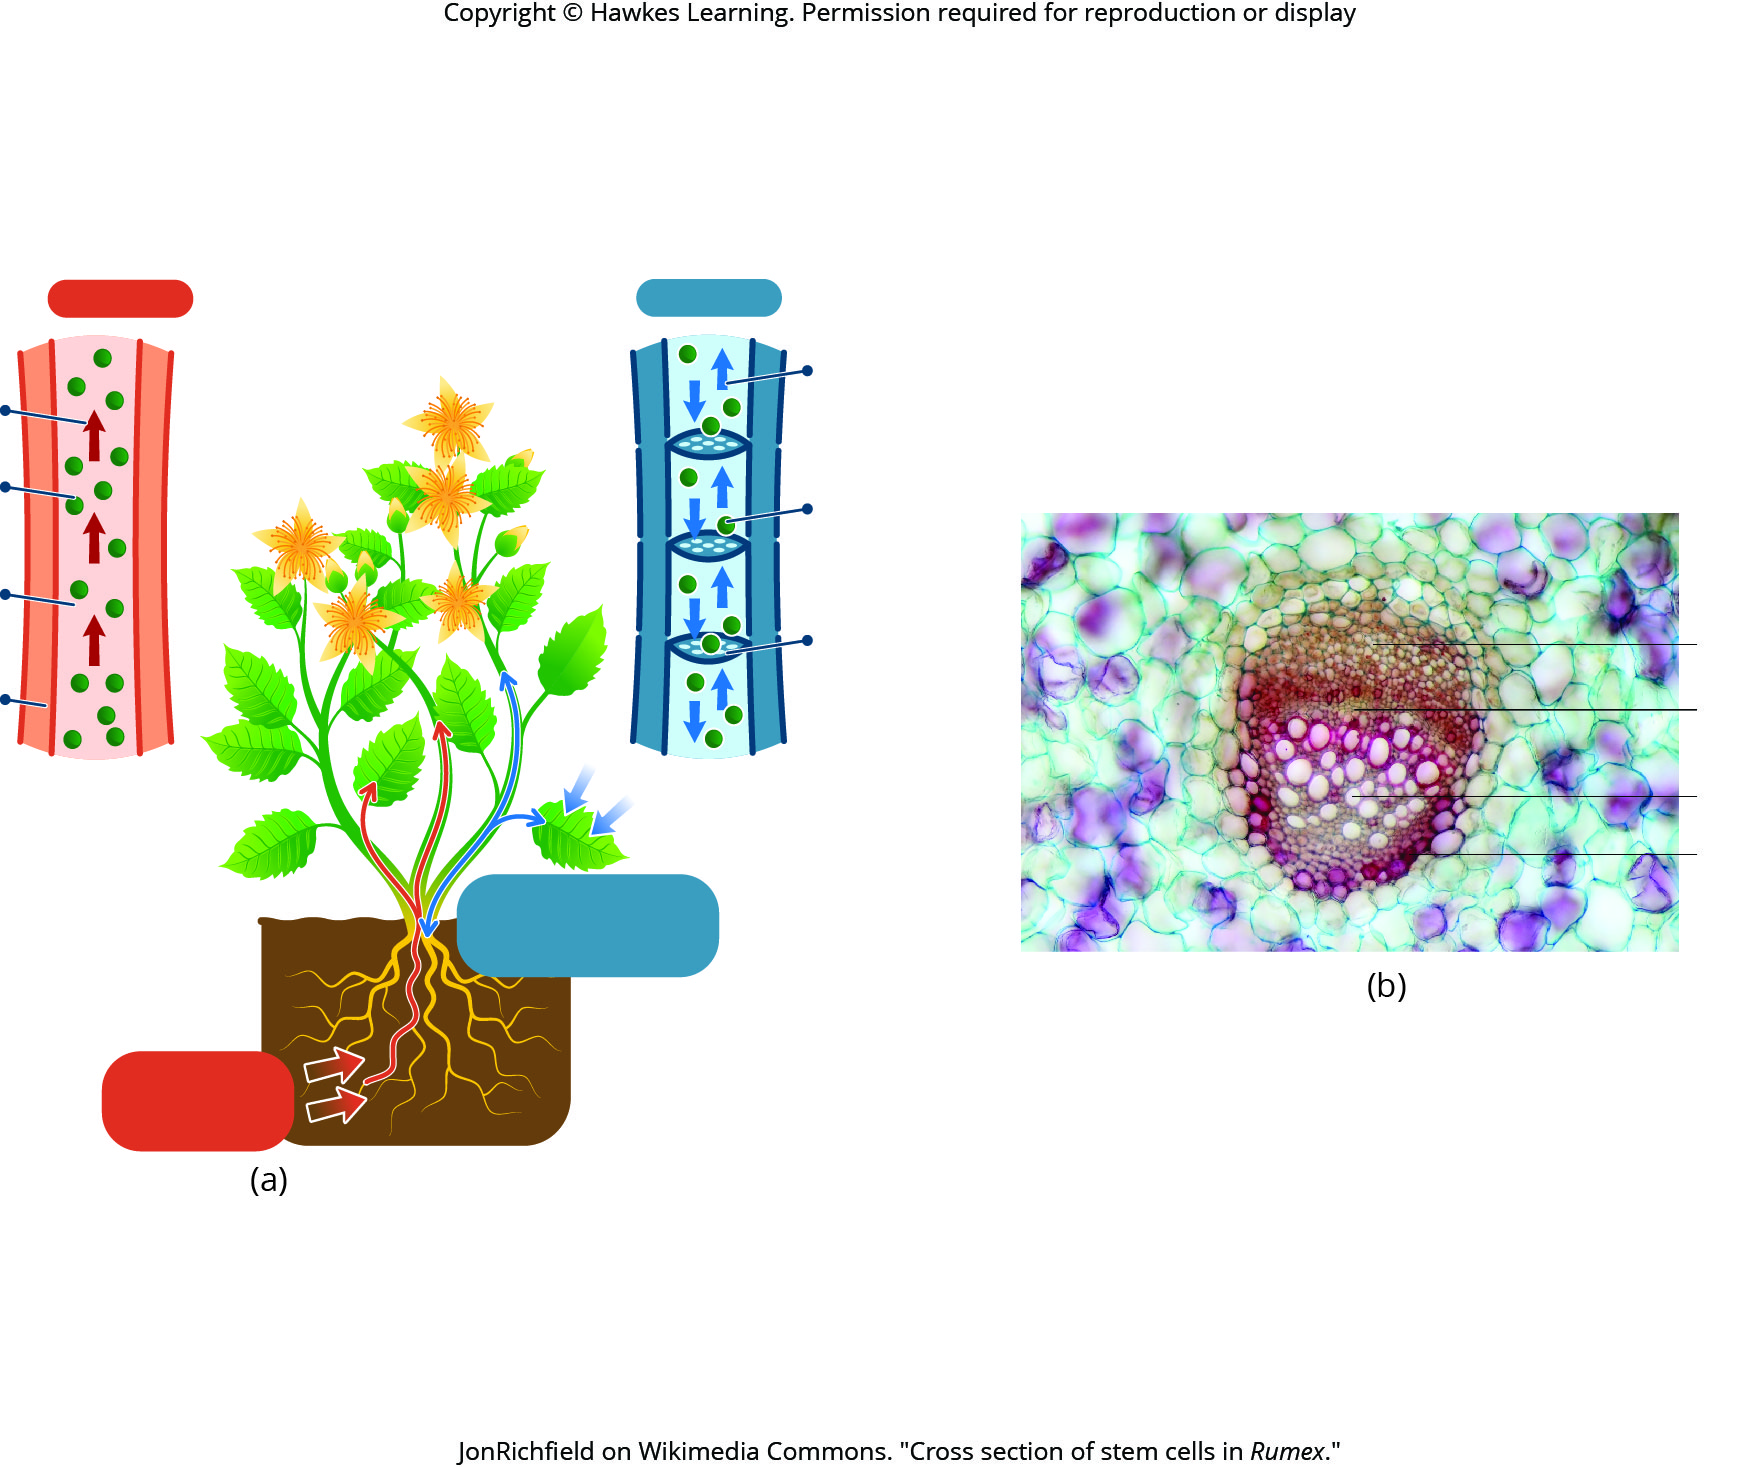 Copyright © Hawkes Learning. Permission required for reproduction or display
(b)
(a)
JonRichfield on Wikimedia Commons. "Cross section of stem cells in Rumex."